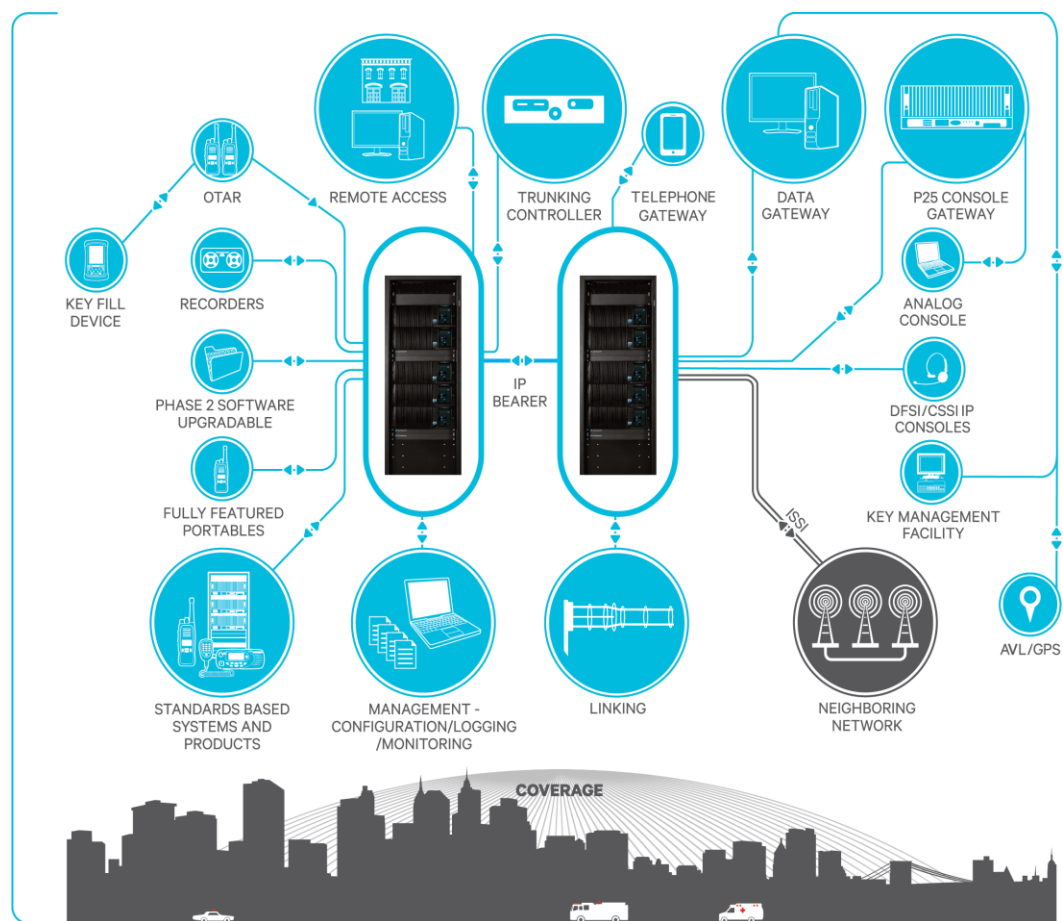 OTAR
REMOTE ACCESS
TRUNKING
CONTROLLER
TELEPHONE
GATEWAY
DATA
GATEWAY
P25 CONSOLE
GATEWAY
KEY FILL
DEVICE
RECORDERS
ANALOG
CONSOLE
PHASE 2 SOFTWARE
UPGRADABLE
IP
BEARER
DFSI/CSSI IP
CONSOLES
FULLY FEATURED
PORTABLES
ISSI
KEY MANAGEMENT
FACILITY
AVL/GPS
STANDARDS BASED
SYSTEMS AND
PRODUCTS
MANAGEMENT -
CONFIGURATION/LOGGING
/MONITORING
LINKING
NEIGHBORING
NETWORK
COVERAGE